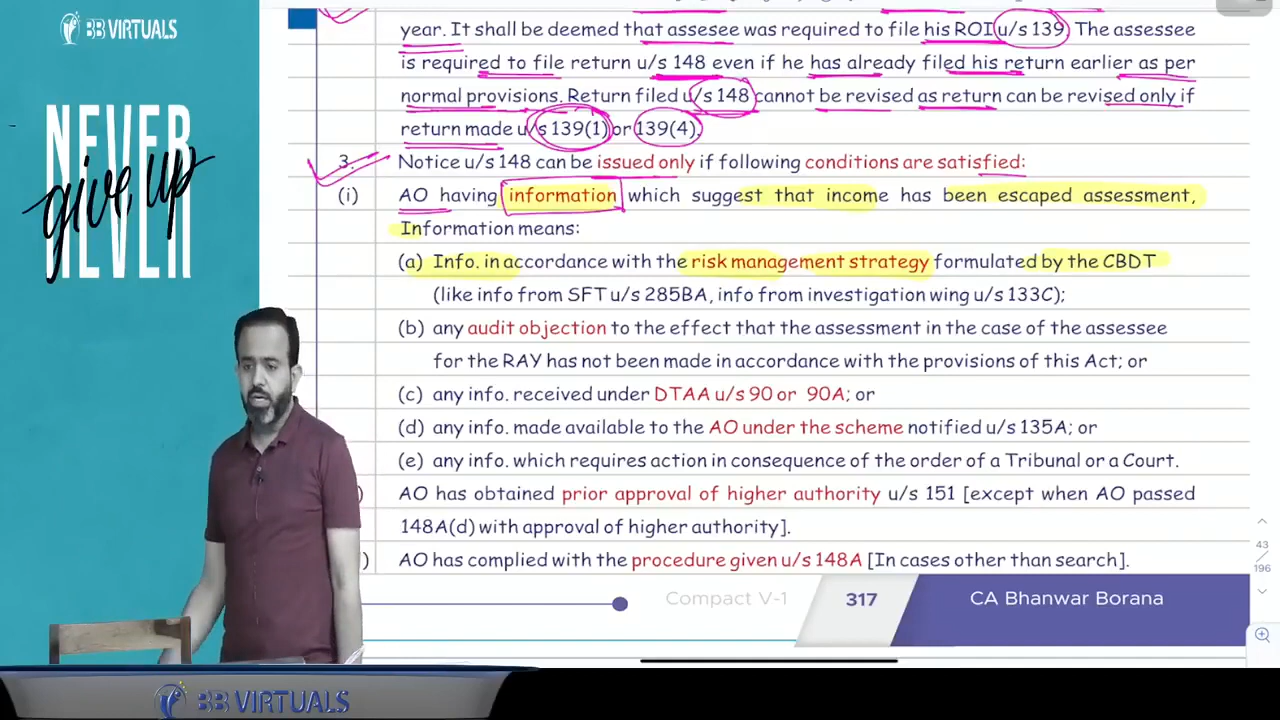 BB VIRTUALS
NEVER
give up
NEVER
year. It shall be deemed that assesee was required to file his ROI u/s 139. The assessee
is required to file return u/s 148 even if he has already filed his return earlier as per
normal provisions. Return filed u/s 148 cannot be revised as return can be revised only if
return made u/s 139(1) or 139(4).
3. Notice u/s 148 can be issued only if following conditions are satisfied:
(i) AO having information which suggest that income has been escaped assessment,
Information means:
(a) Info. in accordance with the risk management strategy formulated by the CBDT
(like info from SFT u/s 285BA, info from investigation wing u/s 133C);
(b) any audit objection to the effect that the assessment in the case of the assessee
for the RAY has not been made in accordance with the provisions of this Act; or
(c) any info. received under DTAA u/s 90 or 90A; or
(d) any info. made available to the AO under the scheme notified u/s 135A; or
(e) any info. which requires action in consequence of the order of a Tribunal or a Court.
) AO has obtained prior approval of higher authority u/s 151 [except when AO passed
148A(d) with approval of higher authority].
) AO has complied with the procedure given u/s 148A [In cases other than search].
43
196
Compact V-1 317 CA Bhanwar Borana
BB VIRTUALS